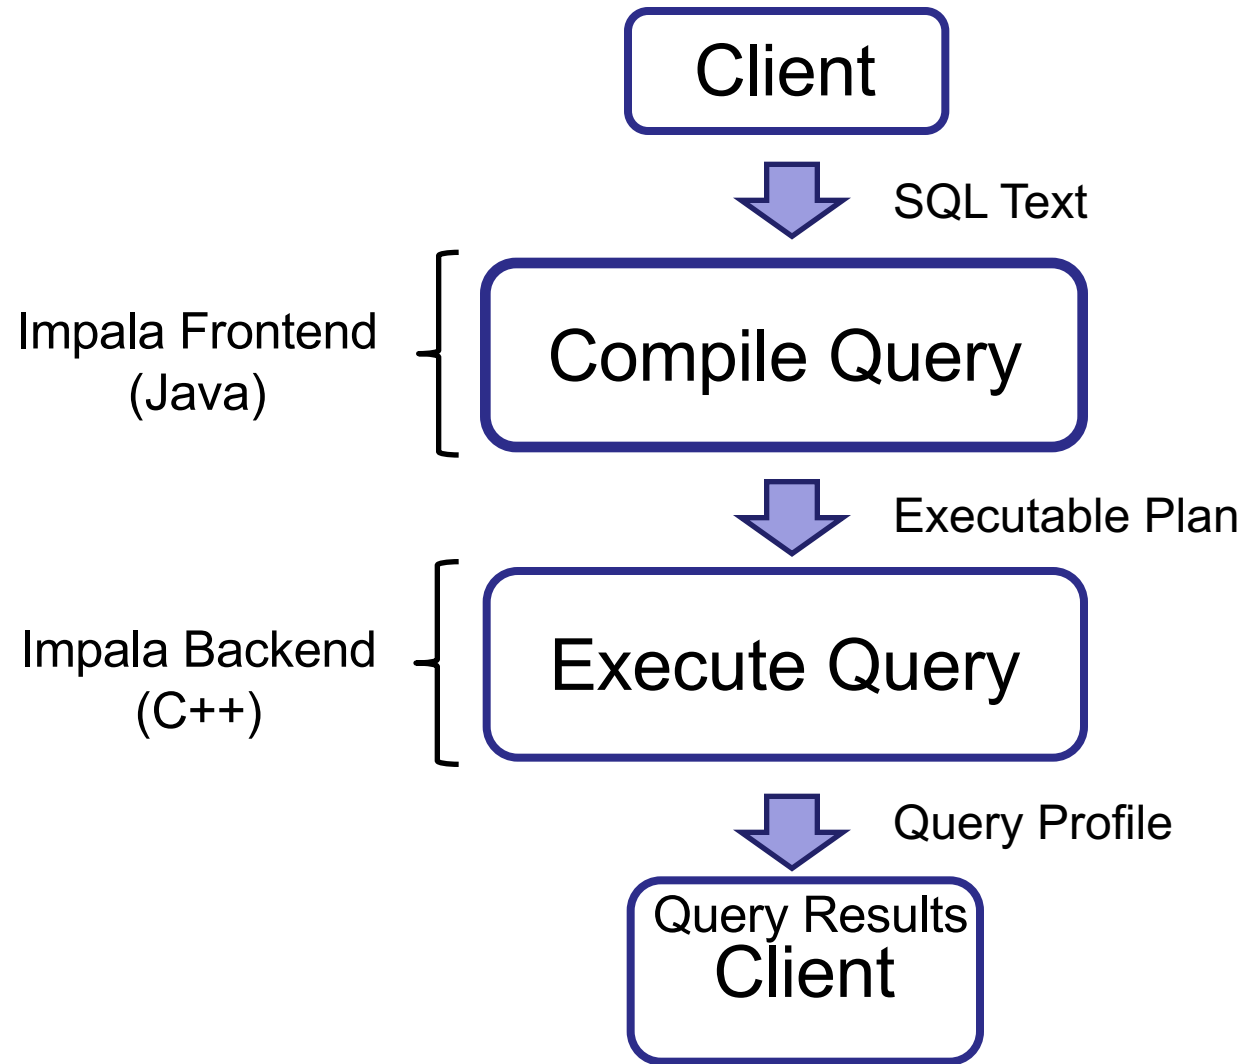 Client
SQL Text
Impala Frontend
(Java)
Compile Query
Executable Plan
Impala Backend
(C++)
Execute Query
Query Profile
Query Results
Client